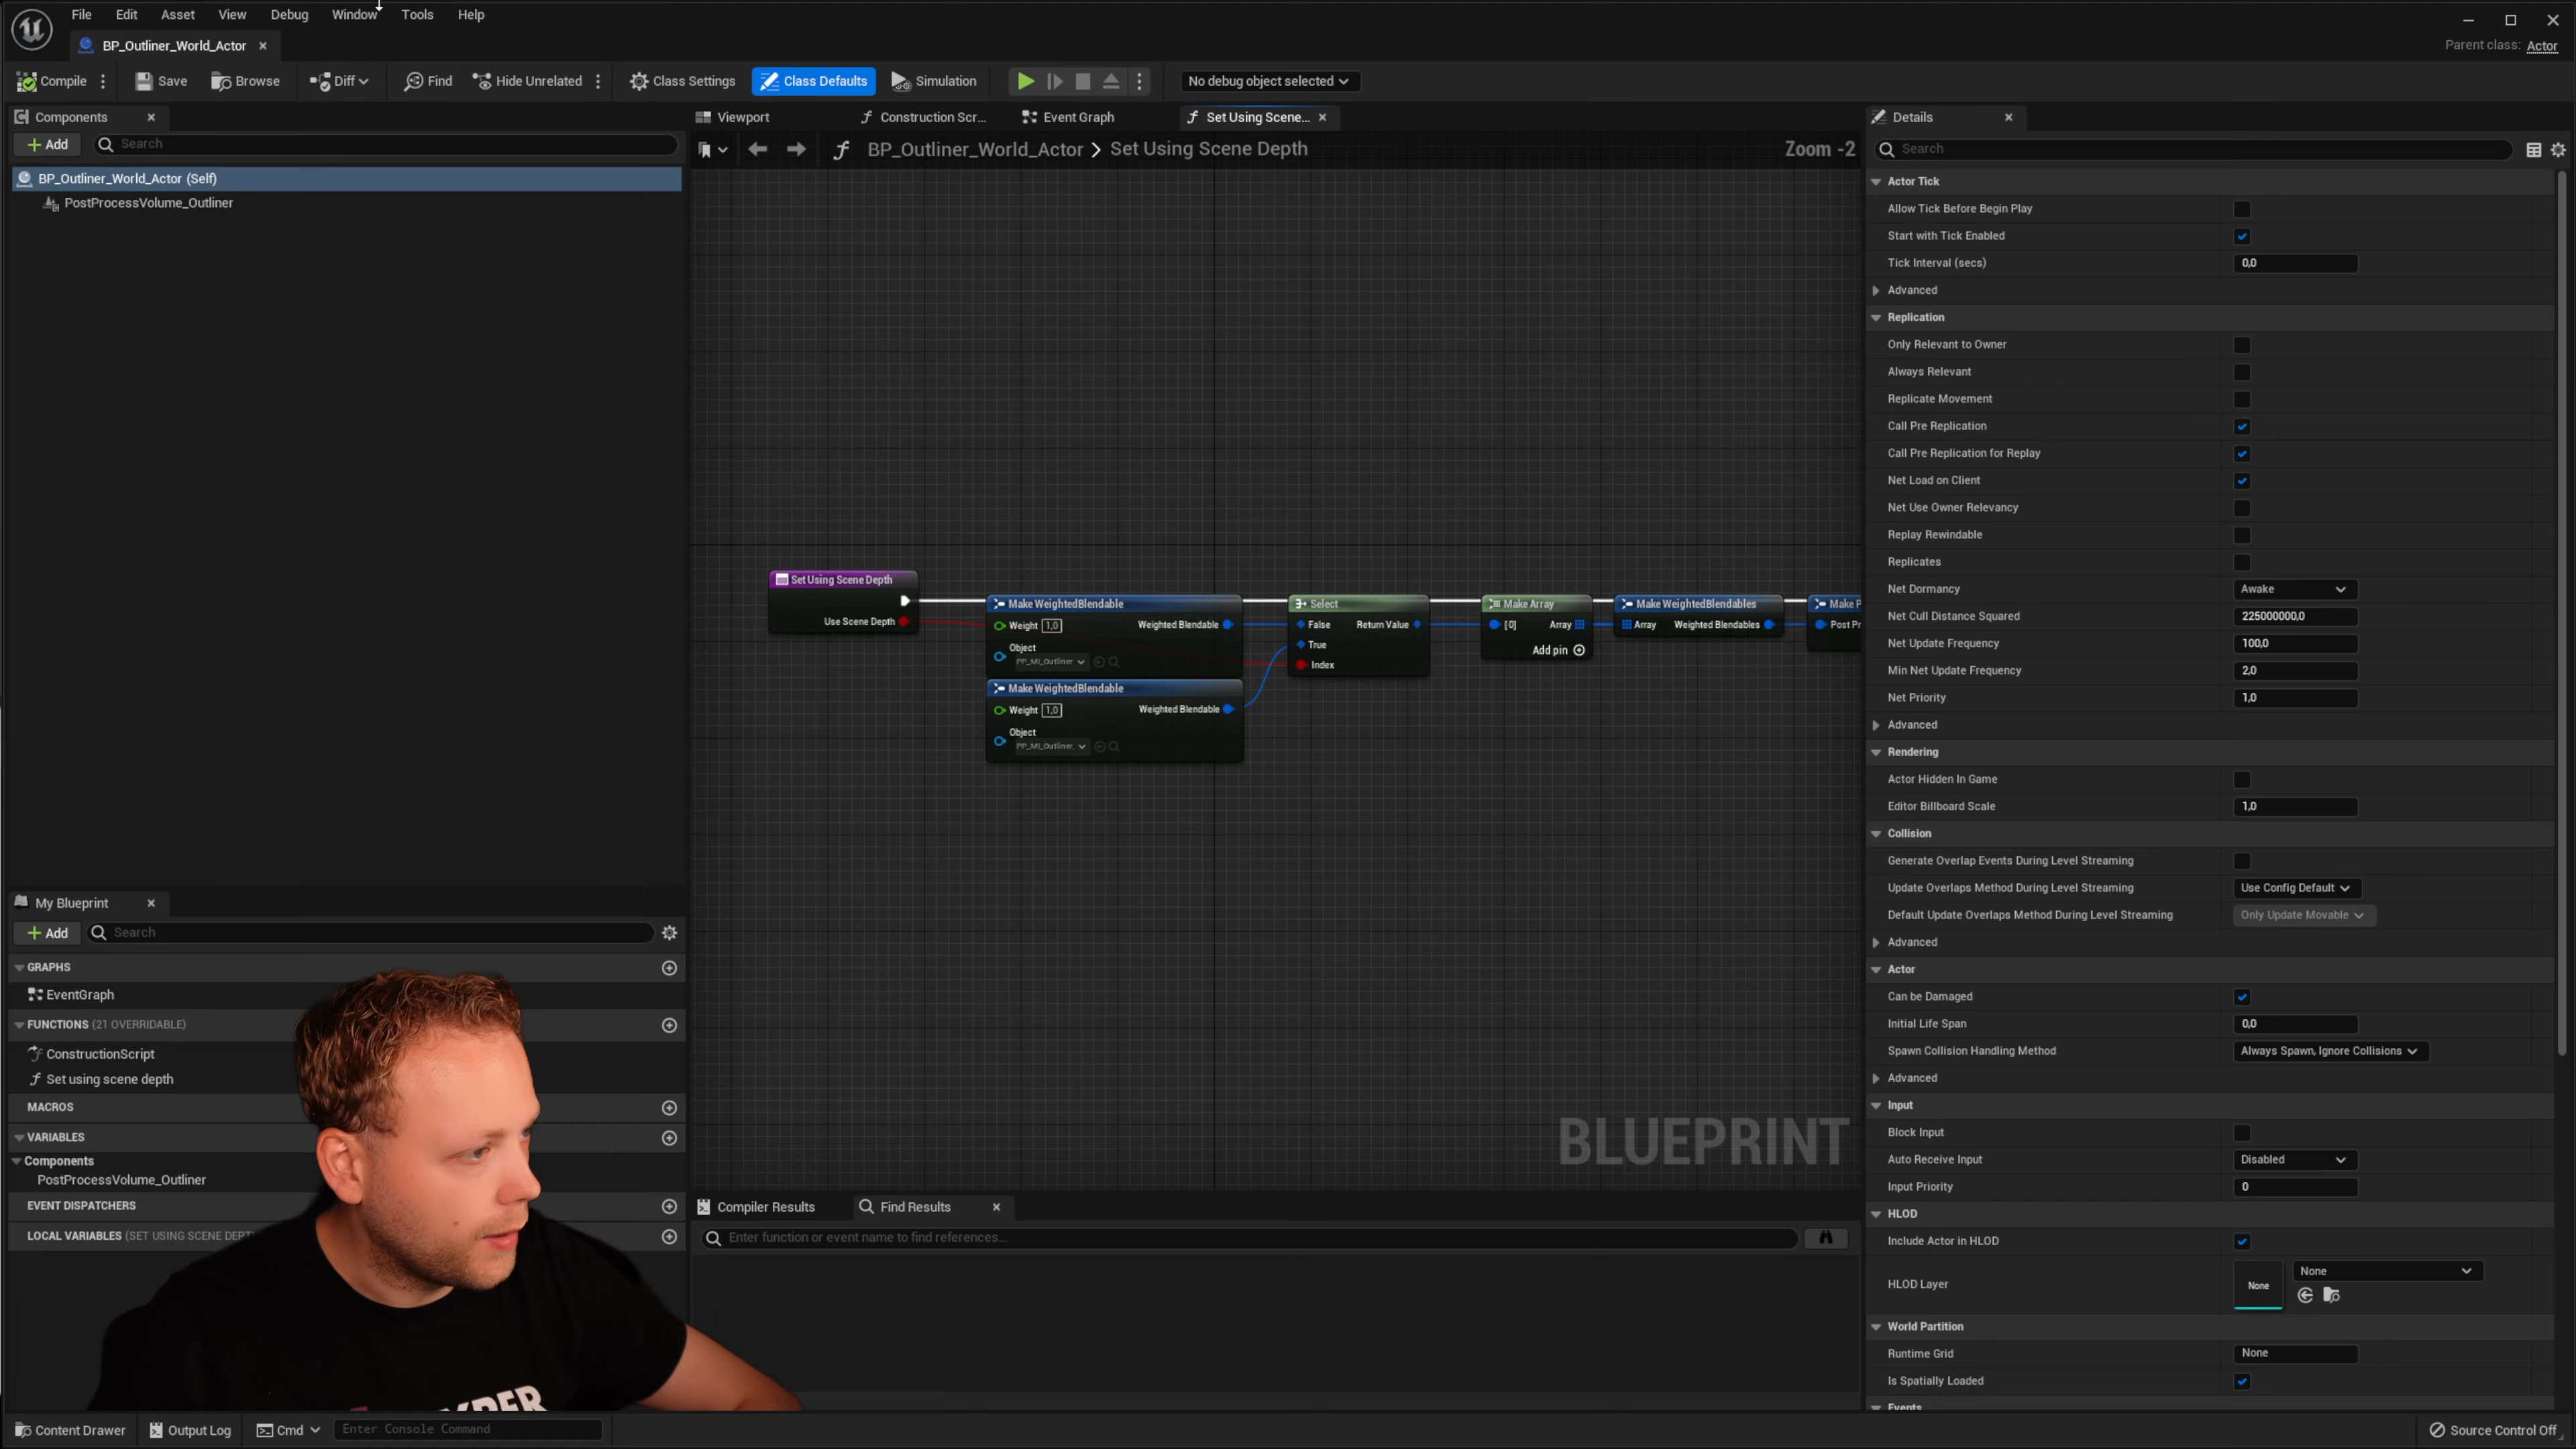 File Edit Asset View Debug Window Tools Help
BP_Outliner_World_Actor
Parent class: Actor
Compile Save Browse Diff Find Hide Unrelated Class Settings Class Defaults Simulation No debug object selected
Components
Add Search
BP_Outliner_World_Actor (Self)
PostProcessVolume_Outliner
My Blueprint
Add Search
GRAPHS
EventGraph
FUNCTIONS (21 OVERRIDABLE)
ConstructionScript
Set using scene depth
MACROS
VARIABLES
Components
PostProcessVolume_Outliner
EVENT DISPATCHERS
LOCAL VARIABLES (SET USING SCENE DEPT
Viewport Construction Scr... Event Graph Set Using Scene...
BP_Outliner_World_Actor > Set Using Scene Depth Zoom -2
Set Using Scene Depth
Use Scene Depth
Make WeightedBlendable
Weight 1,0 Weighted Blendable
Object
PP_MI_Outliner
Make WeightedBlendable
Weight 1,0 Weighted Blendable
Object
PP_MI_Outliner_
Select
False Return Value
True
Index
Make Array
[0] Array
Add pin
Make WeightedBlendables
Array Weighted Blendables
Make P
Post Pr
BLUEPRINT
Compiler Results Find Results
Enter function or event name to find references...
Details
Search
Actor Tick
Allow Tick Before Begin Play
Start with Tick Enabled
Tick Interval (secs) 0,0
Advanced
Replication
Only Relevant to Owner
Always Relevant
Replicate Movement
Call Pre Replication
Call Pre Replication for Replay
Net Load on Client
Net Use Owner Relevancy
Replay Rewindable
Replicates
Net Dormancy Awake
Net Cull Distance Squared 225000000,0
Net Update Frequency 100,0
Min Net Update Frequency 2,0
Net Priority 1,0
Advanced
Rendering
Actor Hidden In Game
Editor Billboard Scale 1,0
Collision
Generate Overlap Events During Level Streaming
Update Overlaps Method During Level Streaming Use Config Default
Default Update Overlaps Method During Level Streaming Only Update Movable
Advanced
Actor
Can be Damaged
Initial Life Span 0,0
Spawn Collision Handling Method Always Spawn, Ignore Collisions
Advanced
Input
Block Input
Auto Receive Input Disabled
Input Priority 0
HLOD
Include Actor in HLOD
HLOD Layer None None
World Partition
Runtime Grid None
Is Spatially Loaded
Events
Content Drawer Output Log Cmd Enter Console Command Source Control Off